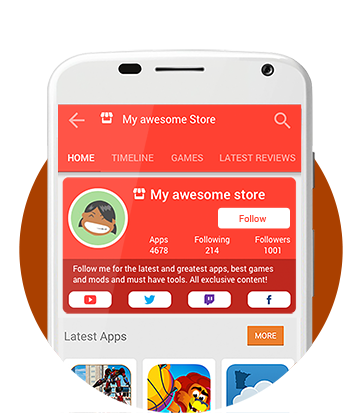 My awesome Store
HOME TIMELINE GAMES LATEST REVIEWS
My awesome store
Follow
Apps Following Followers
4678 214 1001
Follow me for the latest and greatest apps, best games
and mods and must have tools. All exclusive content!
Latest Apps MORE